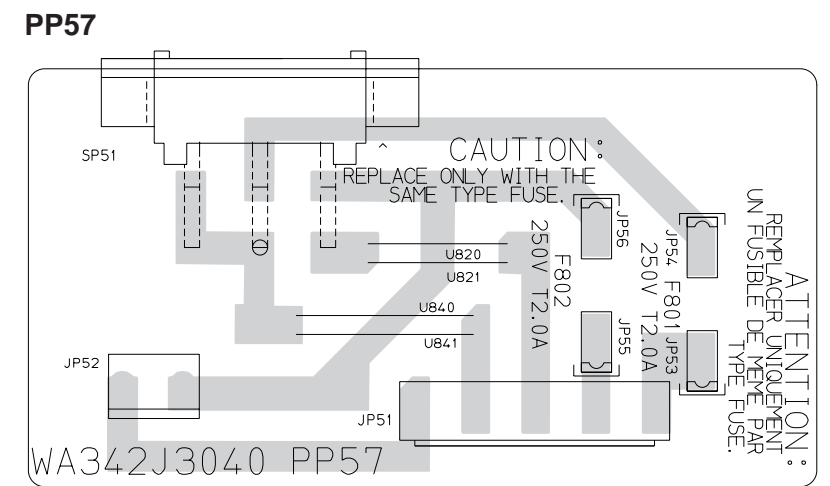 PP57
SP51
CAUTION:
REPLACE ONLY WITH THE
SAME TYPE FUSE.
JP56
JP54
U820
U821
F802
250V T2.0A
F801
250V T2.0A
U840
U841
JP55
JP53
JP52
JP51
ATTENTION:
REMPLACER UNIQUEMENT
UN FUSIBLE DE MEME PAR
TYPE FUSE.
WA342J3040 PP57